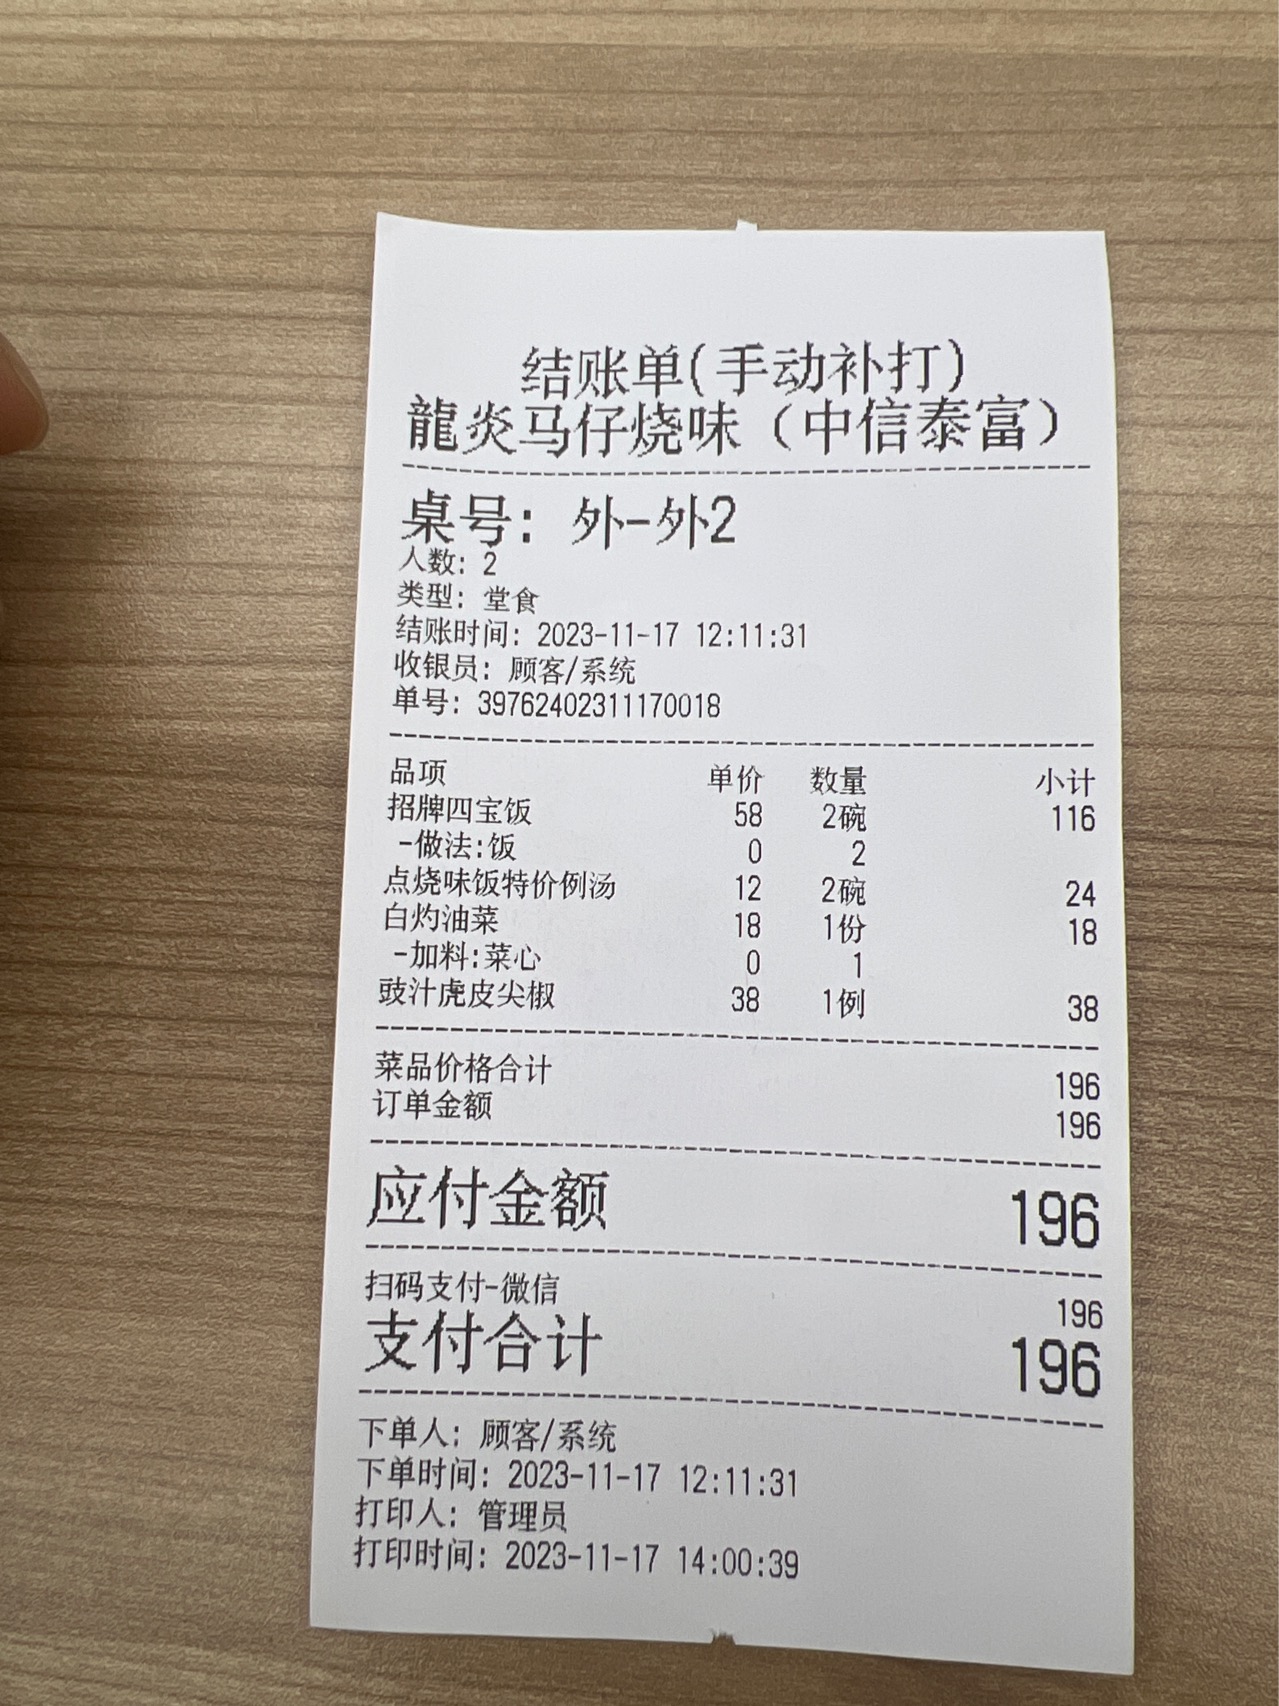 结账单(手动补打)
龍炎马仔烧味（中信泰富）
桌号: 外-外2
人数: 2
类型: 堂食
结账时间: 2023-11-17 12:11:31
收银员: 顾客/系统
单号: 39762402311170018
品项 单价 数量 小计
招牌四宝饭 58 2碗 116
-做法:饭 0 2
点烧味饭特价例汤 12 2碗 24
白灼油菜 18 1份 18
-加料:菜心 0 1
豉汁虎皮尖椒 38 1例 38
菜品价格合计 196
订单金额 196
应付金额 196
扫码支付-微信 196
支付合计 196
下单人: 顾客/系统
下单时间: 2023-11-17 12:11:31
打印人: 管理员
打印时间: 2023-11-17 14:00:39